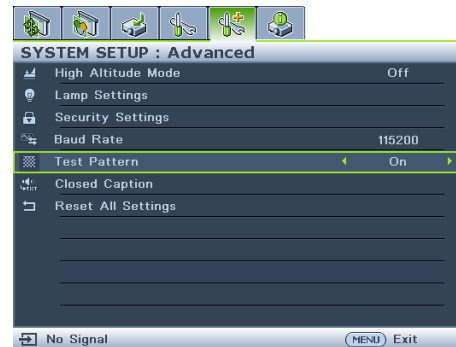 SYSTEM SETUP : Advanced
High Altitude Mode Off
Lamp Settings
Security Settings
Baud Rate 115200
Test Pattern On
Closed Caption
Reset All Settings
No Signal MENU Exit